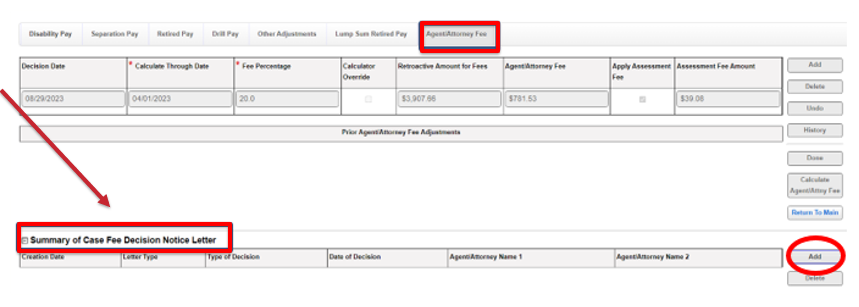 Disability Pay Separation Pay Retired Pay Drill Pay Other Adjustments Lump Sum Retired Pay Agent/Attorney Fee
Decision Date * Calculate Through Date * Fee Percentage Calculator Override Retroactive Amount for Fees Agent/Attorney Fee Apply Assessment Fee Assessment Fee Amount
08/29/2023 04/01/2023 20.0 $3,907.66 $781.53 $39.08
Add
Delete
Undo
Prior Agent/Attorney Fee Adjustments
History
Done
Calculate
Agent/Attny Fee
Return To Main
Summary of Case Fee Decision Notice Letter
Creation Date Letter Type Type of Decision Date of Decision Agent/Attorney Name 1 Agent/Attorney Name 2
Add
Delete